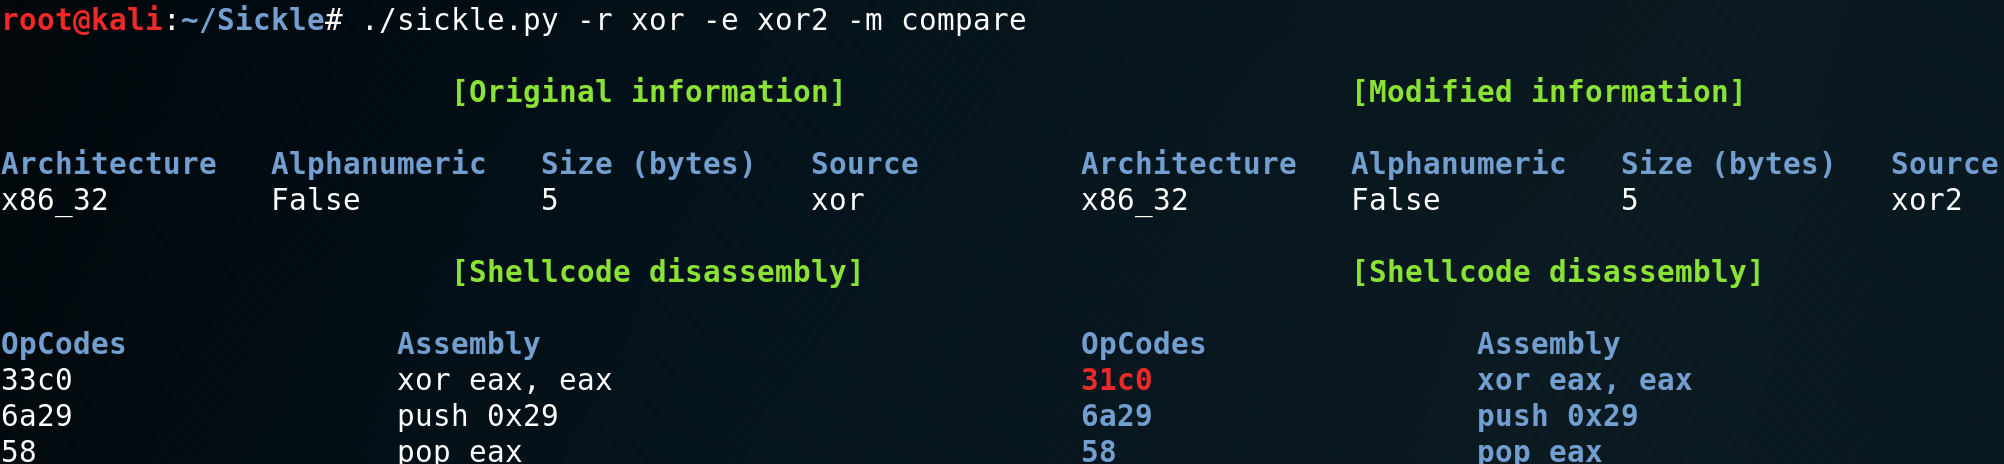 root@kali:~/Sickle# ./sickle.py -r xor -e xor2 -m compare
[Original information] [Modified information]
Architecture Alphanumeric Size (bytes) Source Architecture Alphanumeric Size (bytes) Source
x86_32 False 5 xor x86_32 False 5 xor2
[Shellcode disassembly] [Shellcode disassembly]
OpCodes Assembly OpCodes Assembly
33c0 xor eax, eax 31c0 xor eax, eax
6a29 push 0x29 6a29 push 0x29
58 pop eax 58 pop eax